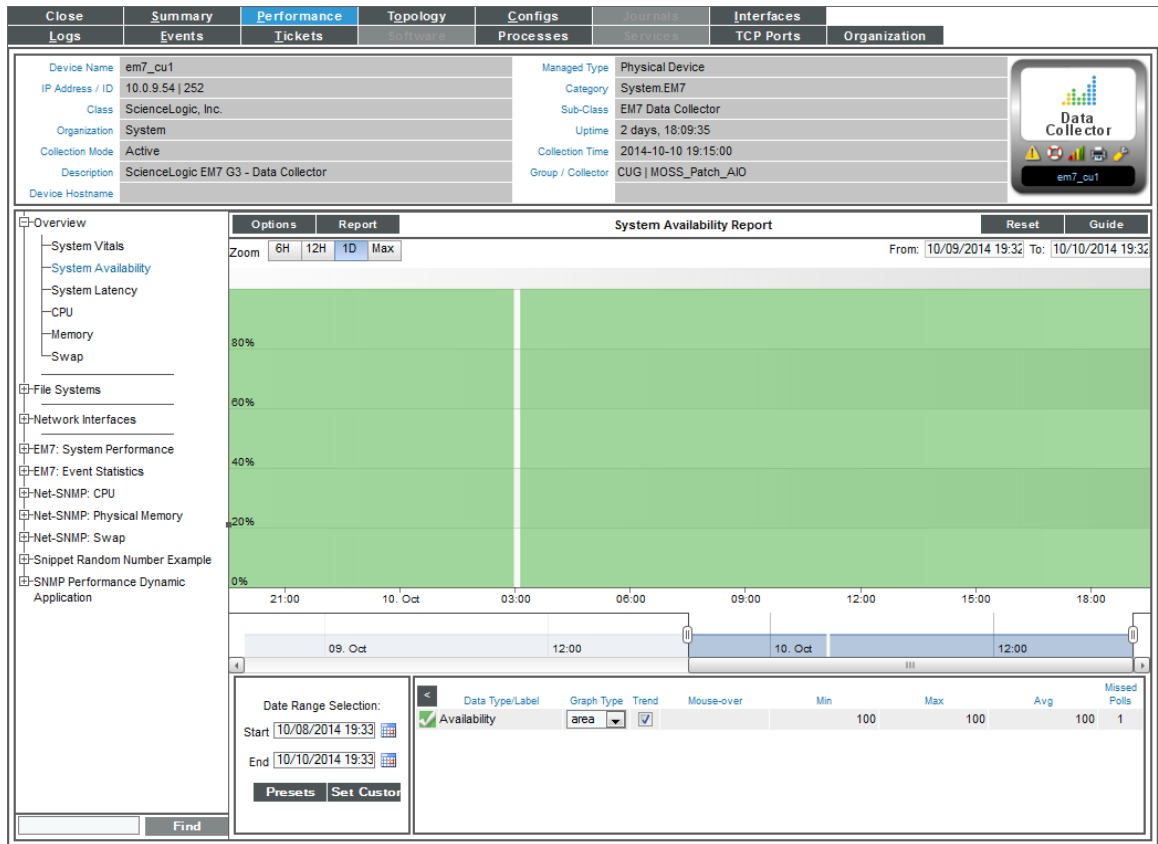 Close Summary Performance Topology Configs Journals Interfaces
Logs Events Tickets Software Processes Services TCP Ports Organization
Device Name em7_cu1 Managed Type Physical Device
IP Address / ID 10.0.9.54 | 252 Category System.EM7
Class ScienceLogic, Inc. Sub-Class EM7 Data Collector
Organization System Uptime 2 days, 18:09:35
Collection Mode Active Collection Time 2014-10-10 19:15:00
Description ScienceLogic EM7 G3 - Data Collector Group / Collector CUG | MOSS_Patch_AIO
Device Hostname
Data
Collector
em7_cu1
Overview
System Vitals
System Availability
System Latency
CPU
Memory
Swap
File Systems
Network Interfaces
EM7: System Performance
EM7: Event Statistics
Net-SNMP: CPU
Net-SNMP: Physical Memory
Net-SNMP: Swap
Snippet Random Number Example
SNMP Performance Dynamic
Application
Find
Options Report System Availability Report Reset Guide
Zoom 6H 12H 1D Max From: 10/09/2014 19:32 To: 10/10/2014 19:32
80%
60%
40%
20%
0%
21:00 10. Oct 03:00 06:00 09:00 12:00 15:00 18:00
09. Oct 12:00 10. Oct 12:00
Date Range Selection:
Start 10/08/2014 19:33
End 10/10/2014 19:33
Presets Set Custor
< Data Type/Label Graph Type Trend Mouse-over Min Max Avg Missed Polls
Availability area 100 100 100 1